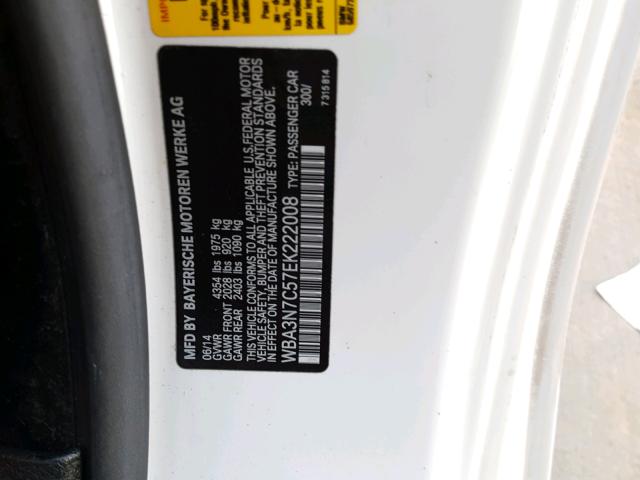 IMP
MFD BY BAYERISCHE MOTOREN WERKE AG
06/14
GVWR 4354 lbs 1975 kg
GAWR FRONT 2028 lbs 920 kg
GAWR REAR 2403 lbs 1090 kg
THIS VEHICLE CONFORMS TO ALL APPLICABLE U.S.FEDERAL MOTOR
VEHICLE SAFETY, BUMPER AND THEFT PREVENTION STANDARDS
IN EFFECT ON THE DATE OF MANUFACTURE SHOWN ABOVE.
WBA3N7C57EK222008 TYPE: PASSENGER CAR
300/
7 315 814